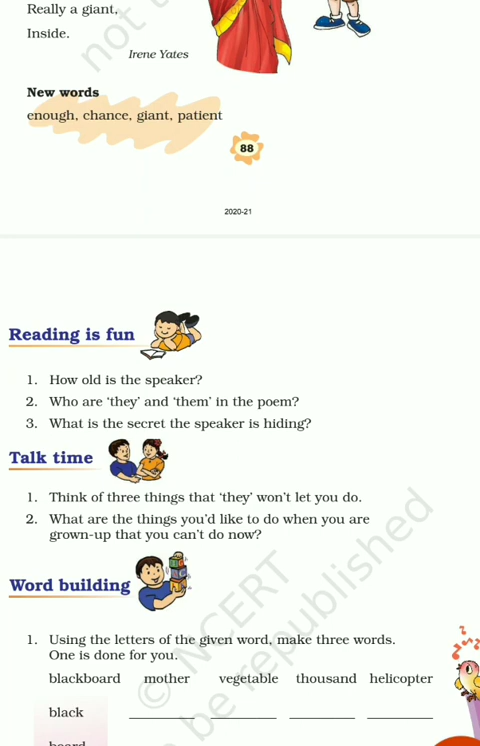 Really a giant,
Inside.
Irene Yates
New words
enough, chance, giant, patient
88
2020-21
Reading is fun
1. How old is the speaker?
2. Who are ‘they’ and ‘them’ in the poem?
3. What is the secret the speaker is hiding?
Talk time
1. Think of three things that ‘they’ won’t let you do.
2. What are the things you’d like to do when you are
grown-up that you can’t do now?
Word building
1. Using the letters of the given word, make three words.
One is done for you.
blackboard mother vegetable thousand helicopter
black
board
not
© NCERT
be republished